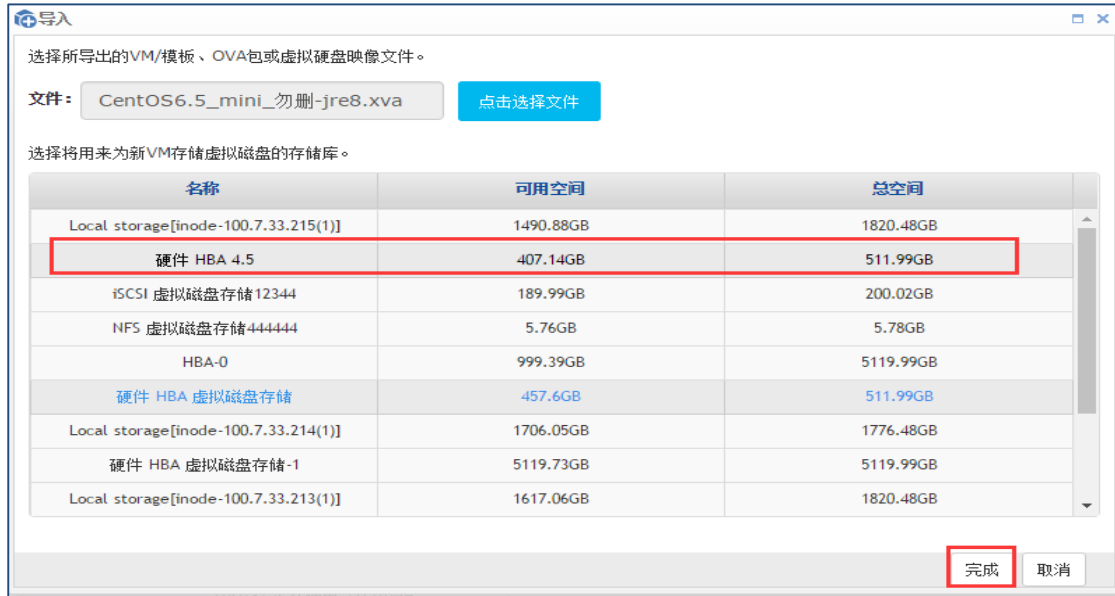 导入
选择所导出的VM/模板、OVA包或虚拟硬盘映像文件。
文件： CentOS6.5_mini_勿删-jre8.xva 点击选择文件
选择将用来为新VM存储虚拟磁盘的存储库。
名称 可用空间 总空间
Local storage[inode-100.7.33.215(1)] 1490.88GB 1820.48GB
硬件 HBA 4.5 407.14GB 511.99GB
iSCSI 虚拟磁盘存储12344 189.99GB 200.02GB
NFS 虚拟磁盘存储444444 5.76GB 5.78GB
HBA-0 999.39GB 5119.99GB
硬件 HBA 虚拟磁盘存储 457.6GB 511.99GB
Local storage[inode-100.7.33.214(1)] 1706.05GB 1776.48GB
硬件 HBA 虚拟磁盘存储-1 5119.73GB 5119.99GB
Local storage[inode-100.7.33.213(1)] 1617.06GB 1820.48GB
完成 取消